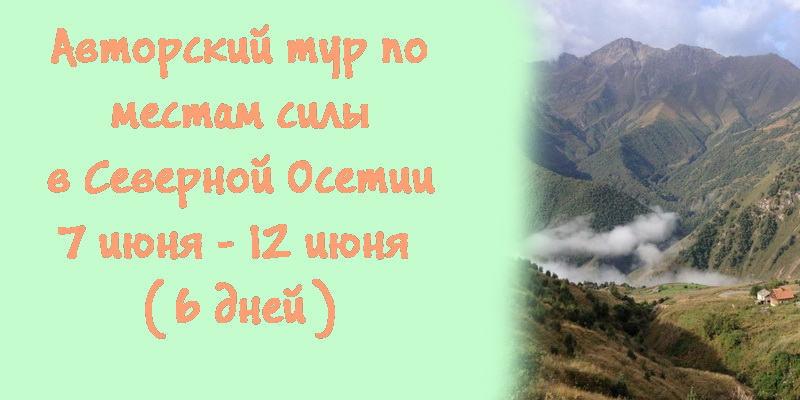 Авторский тур по
местам силы
в Северной Осетии
7 июня - 12 июня
( 6 дней )